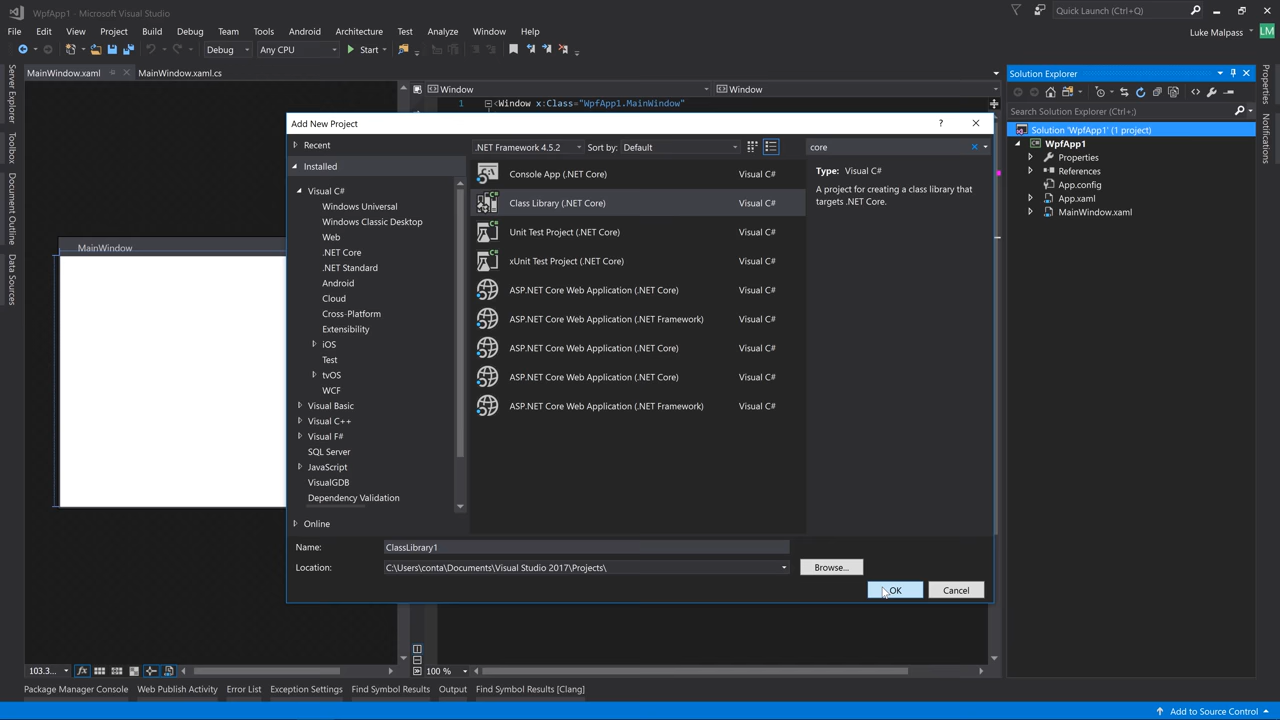 WpfApp1 - Microsoft Visual Studio
Quick Launch (Ctrl+Q)
File Edit View Project Build Debug Team Tools Android Architecture Test Analyze Window Help
Luke Malpass LM
Debug Any CPU Start
MainWindow.xaml MainWindow.xaml.cs
Server Explorer
Toolbox
Document Outline
Data Sources
Window Window
1 <Window x:Class="WpfApp1.MainWindow"
MainWindow
Add New Project
? 
Recent
.NET Framework 4.5.2 Sort by: Default
core
Installed
Visual C#
Windows Universal
Windows Classic Desktop
Web
.NET Core
.NET Standard
Android
Cloud
Cross-Platform
Extensibility
iOS
Test
tvOS
WCF
Visual Basic
Visual C++
Visual F#
SQL Server
JavaScript
VisualGDB
Dependency Validation
Online
Console App (.NET Core) Visual C#
Class Library (.NET Core) Visual C#
Unit Test Project (.NET Core) Visual C#
xUnit Test Project (.NET Core) Visual C#
ASP.NET Core Web Application (.NET Core) Visual C#
ASP.NET Core Web Application (.NET Framework) Visual C#
ASP.NET Core Web Application (.NET Core) Visual C#
ASP.NET Core Web Application (.NET Core) Visual C#
ASP.NET Core Web Application (.NET Framework) Visual C#
Type: Visual C#
A project for creating a class library that
targets .NET Core.
Name: ClassLibrary1
Location: C:\Users\conta\Documents\Visual Studio 2017\Projects\
Browse...
OK Cancel
Solution Explorer
Search Solution Explorer (Ctrl+;)
Solution 'WpfApp1' (1 project)
WpfApp1
Properties
References
App.config
App.xaml
MainWindow.xaml
Properties
Notifications
103.3...
100 %
Package Manager Console Web Publish Activity Error List Exception Settings Find Symbol Results Output Find Symbol Results [Clang]
Add to Source Control